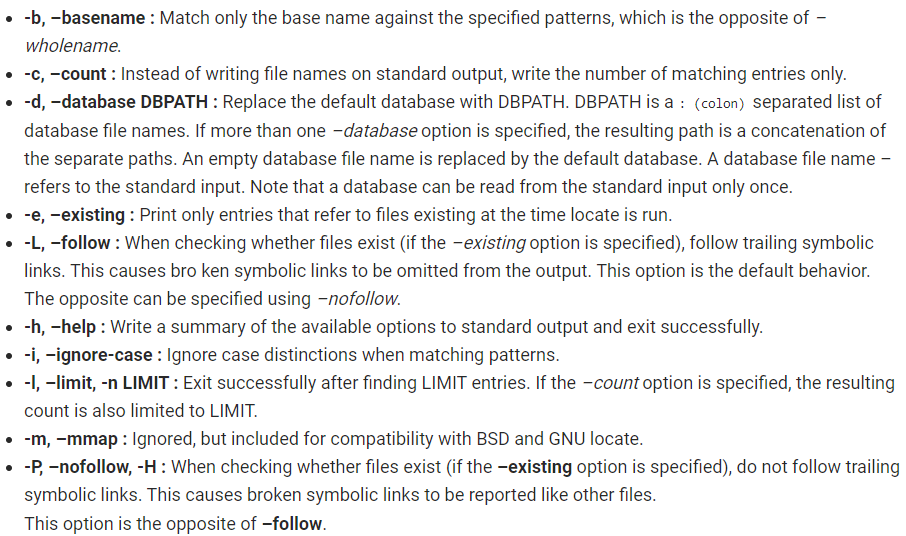 • -b, –basename : Match only the base name against the specified patterns, which is the opposite of –
wholename.
• -c, –count : Instead of writing file names on standard output, write the number of matching entries only.
• -d, –database DBPATH : Replace the default database with DBPATH. DBPATH is a : (colon) separated list of
database file names. If more than one –database option is specified, the resulting path is a concatenation of
the separate paths. An empty database file name is replaced by the default database. A database file name –
refers to the standard input. Note that a database can be read from the standard input only once.
• -e, –existing : Print only entries that refer to files existing at the time locate is run.
• -L, –follow : When checking whether files exist (if the –existing option is specified), follow trailing symbolic
links. This causes bro ken symbolic links to be omitted from the output. This option is the default behavior.
The opposite can be specified using –nofollow.
• -h, –help : Write a summary of the available options to standard output and exit successfully.
• -i, –ignore-case : Ignore case distinctions when matching patterns.
• -l, –limit, -n LIMIT : Exit successfully after finding LIMIT entries. If the –count option is specified, the resulting
count is also limited to LIMIT.
• -m, –mmap : Ignored, but included for compatibility with BSD and GNU locate.
• -P, –nofollow, -H : When checking whether files exist (if the –existing option is specified), do not follow trailing
symbolic links. This causes broken symbolic links to be reported like other files.
This option is the opposite of –follow.